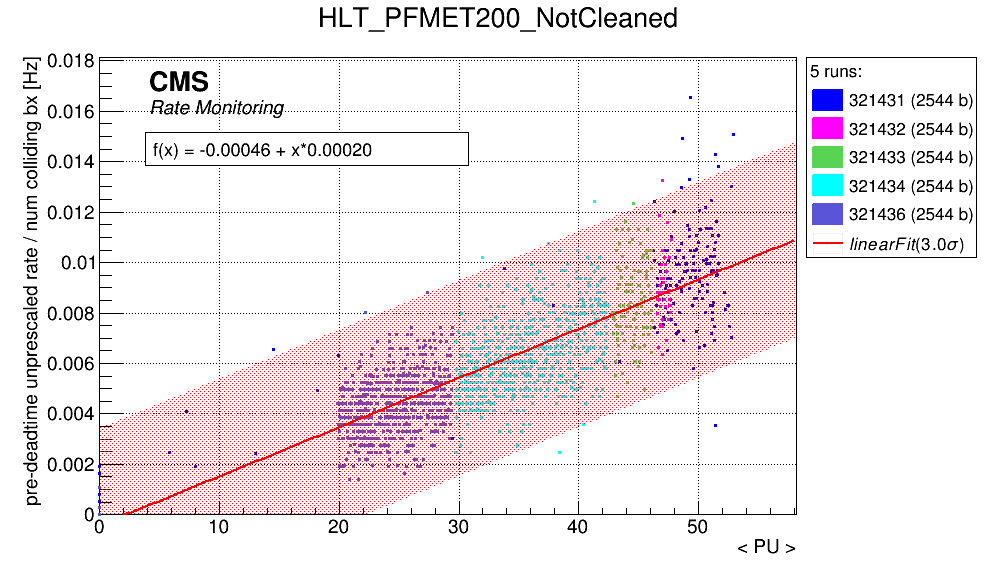 HLT_PFMET200_NotCleaned
pre-deadtime unprescaled rate / num colliding bx [Hz]
0.018
0.016
0.014
0.012
0.01
0.008
0.006
0.004
0.002
0
CMS
Rate Monitoring
f(x) = -0.00046 + x*0.00020
0 10 20 30 40 50
< PU >
5 runs:
321431 (2544 b)
321432 (2544 b)
321433 (2544 b)
321434 (2544 b)
321436 (2544 b)
linearFit(3.0σ)